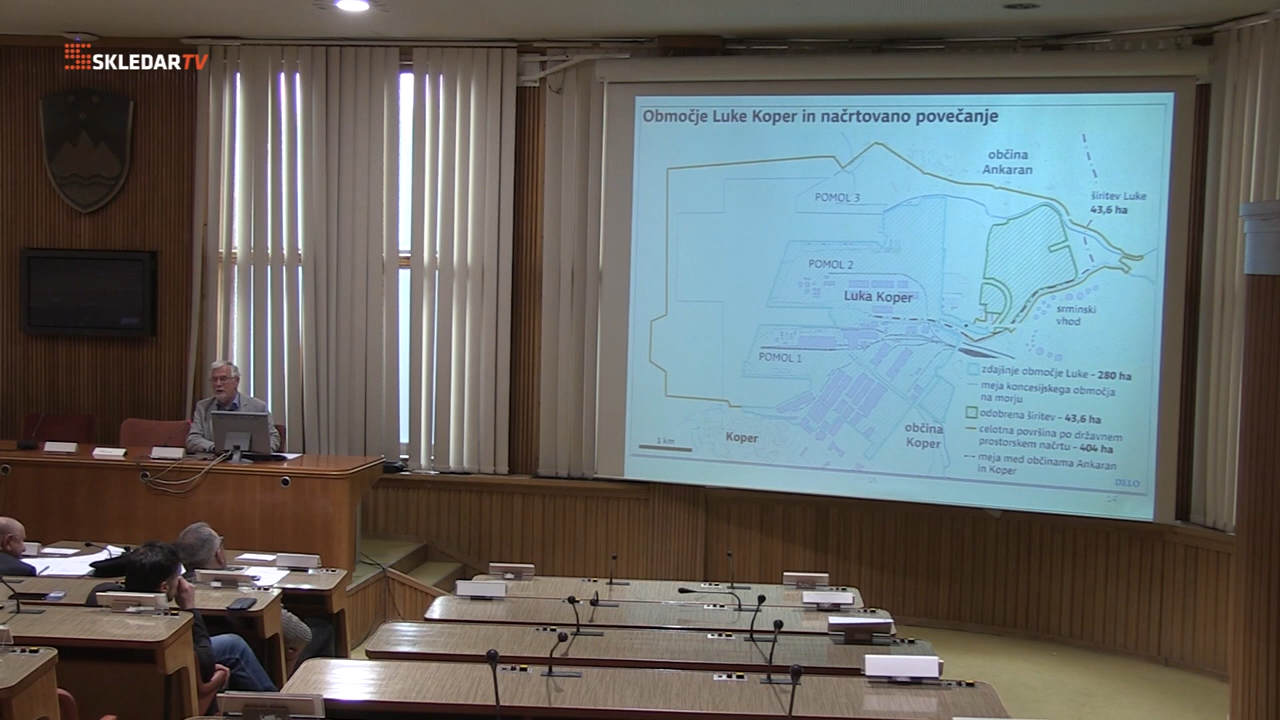 SKLEDARTV
Območje Luke Koper in načrtovano povečanje
občina
Ankaran
širitev Luke
43,6 ha
POMOL 3
POMOL 2
Luka Koper
srminski
vhod
POMOL 1
zdajšnje območje Luke - 280 ha
meja koncesijskega območja
na morju
odobrena širitev - 43,6 ha
celotna površina po državnem
prostorskem načrtu - 404 ha
meja med občinama Ankaran
in Koper
občina
Koper
Koper
1 km
DELO